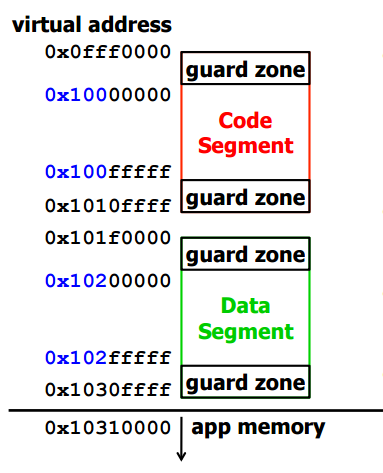 virtual address
0x0fff0000
guard zone
0x10000000
Code
Segment
0x100fffff
guard zone
0x1010ffff
0x101f0000
guard zone
0x10200000
Data
Segment
0x102fffff
guard zone
0x1030ffff
0x10310000 app memory